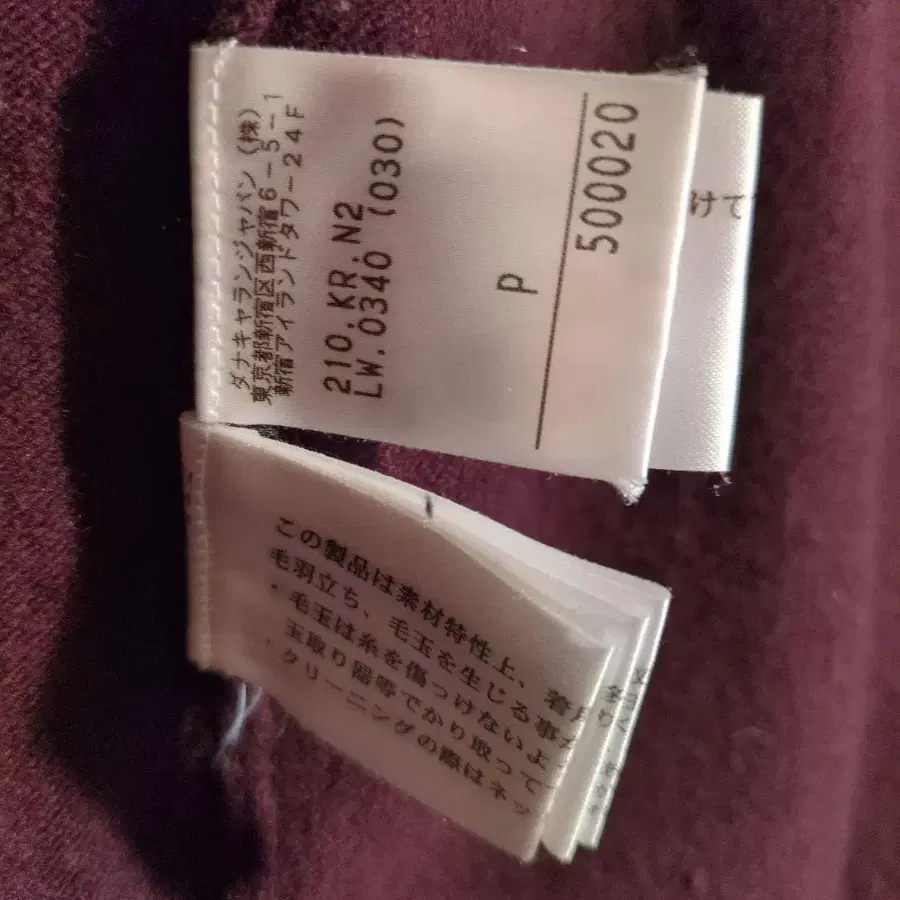 ダナキャランジャパン（株）
東京都新宿区西新宿６－５－１
新宿アイランドタワー２４Ｆ
210.KR.N2
LW.0340 (030)
P
500020
けて
この製品は素材特性上、着
毛羽立ち、毛玉を生じる事が
・毛玉は糸を傷つけないよ
玉取り器等でかり取って
・クリーニングの際はネッ